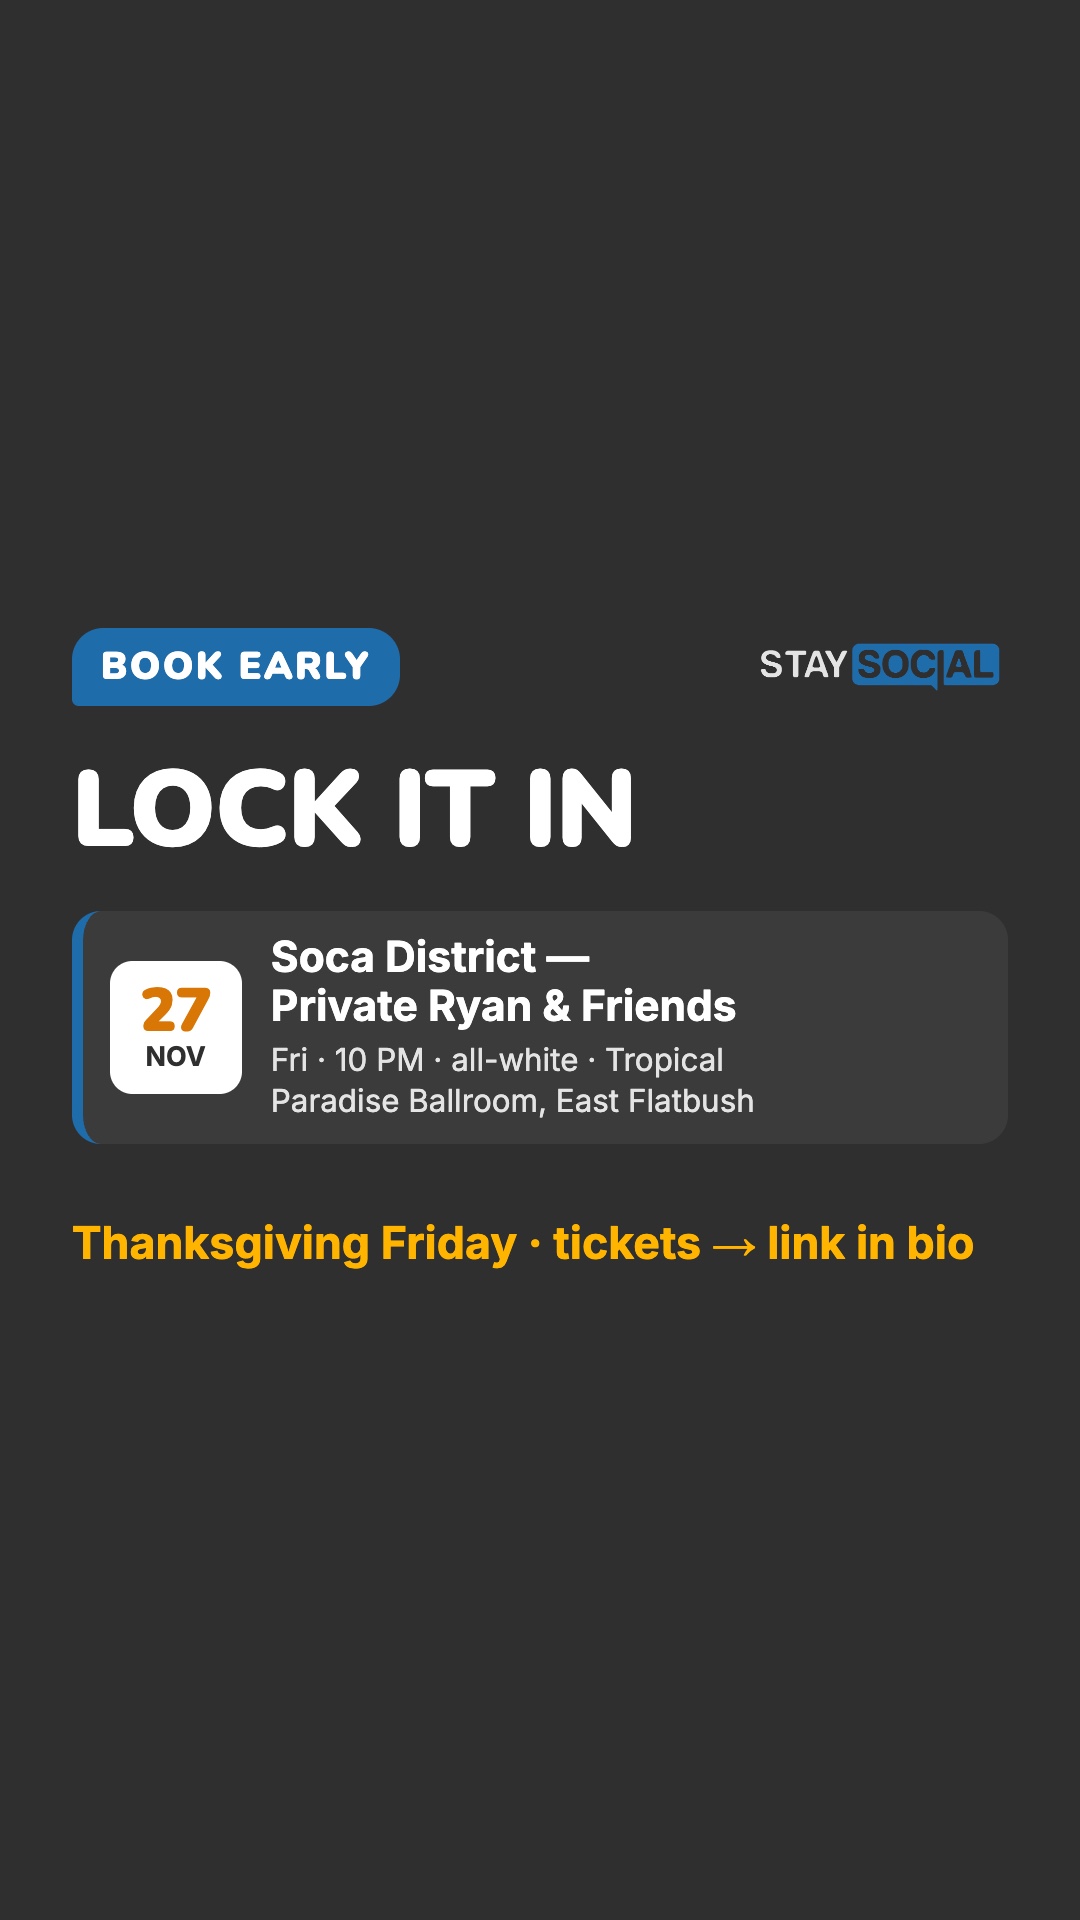 BOOK EARLY
STAY SOCIAL
LOCK IT IN
27
NOV
Soca District —
Private Ryan & Friends
Fri · 10 PM · all-white · Tropical
Paradise Ballroom, East Flatbush
Thanksgiving Friday · tickets → link in bio